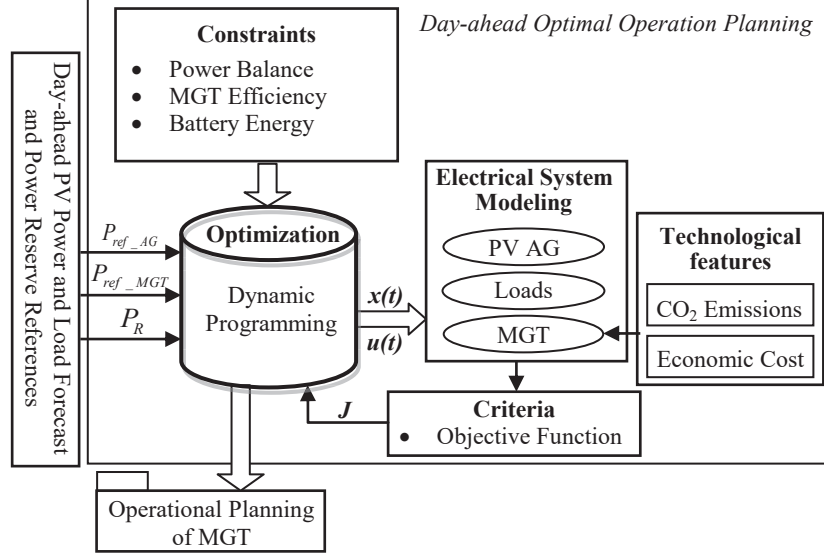 Day-ahead Optimal Operation Planning
Constraints
• Power Balance
• MGT Efficiency
• Battery Energy
Day-ahead PV Power and Load Forecast
and Power Reserve References
P_ref_AG
P_ref_MGT
P_R
Optimization
Dynamic
Programming
x(t)
u(t)
Electrical System
Modeling
PV AG
Loads
MGT
Technological
features
CO₂ Emissions
Economic Cost
Criteria
• Objective Function
J
Operational Planning
of MGT